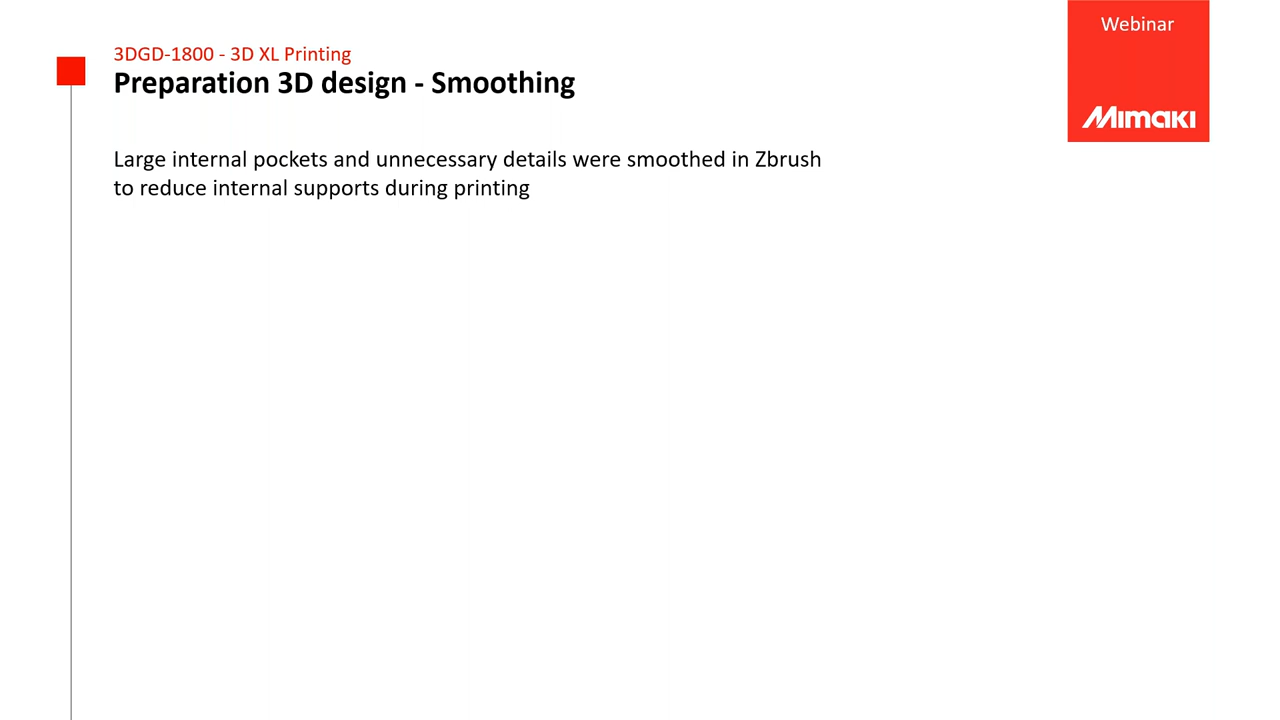 Webinar
3DGD-1800 - 3D XL Printing
Preparation 3D design - Smoothing
Mimaki
Large internal pockets and unnecessary details were smoothed in Zbrush
to reduce internal supports during printing